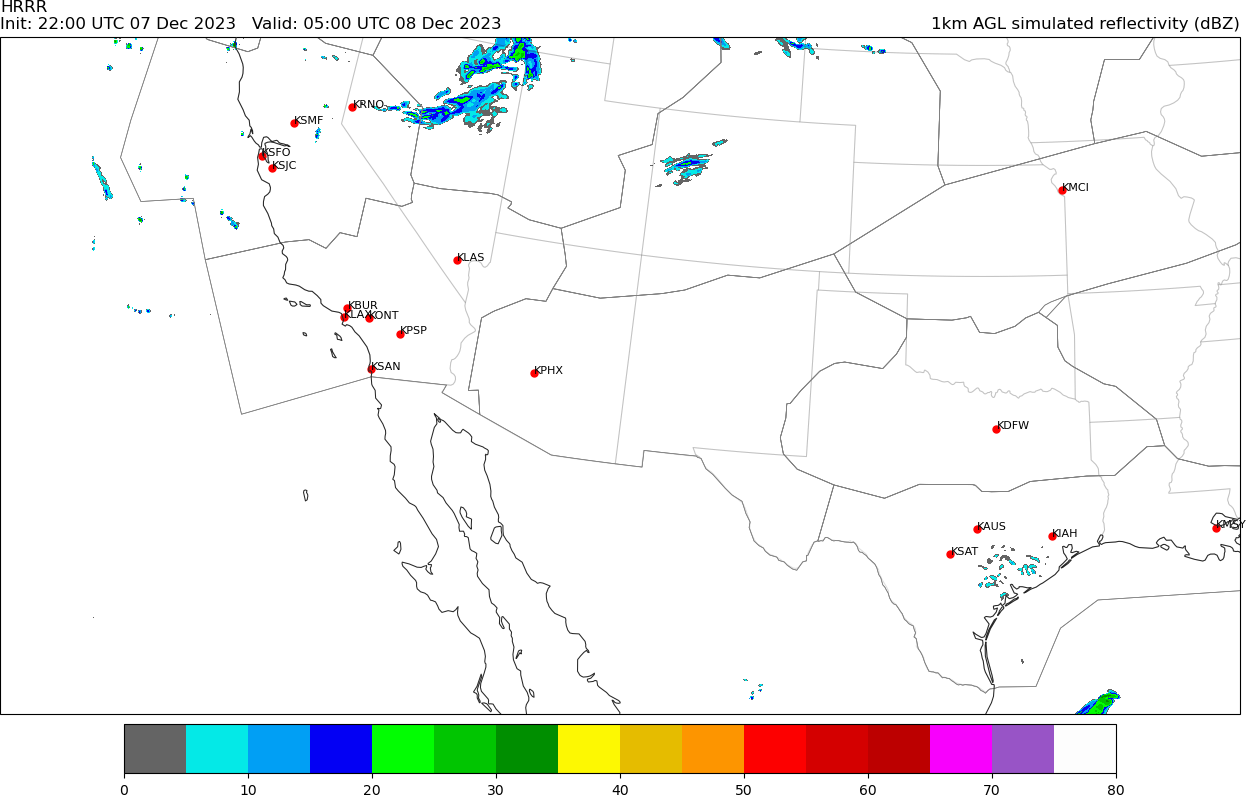 HRRR
Init: 22:00 UTC 07 Dec 2023   Valid: 05:00 UTC 08 Dec 2023
1km AGL simulated reflectivity (dBZ)
KRNO
KSMF
KSFO
KSJC
KMCI
KLAS
KBUR
KLAX
KONT
KPSP
KSAN
KPHX
KDFW
KAUS
KIAH
KSAT
KMSY
0 10 20 30 40 50 60 70 80